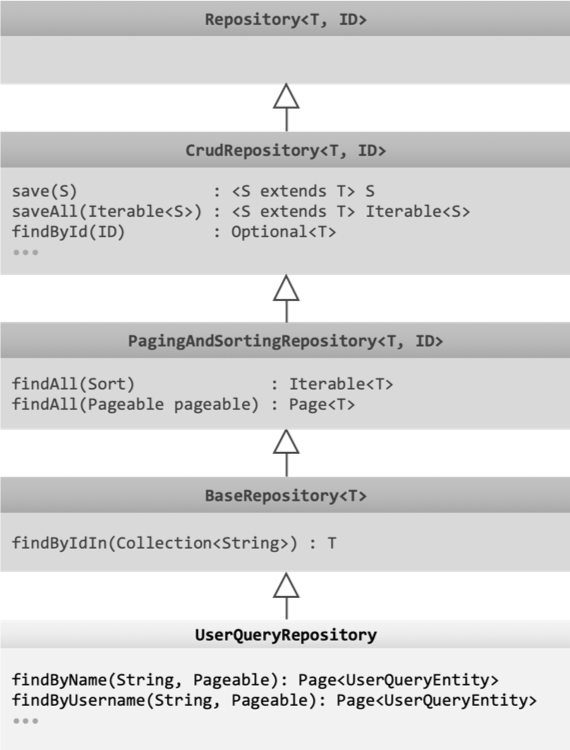 Repository<T, ID>
CrudRepository<T, ID>
save(S) : <S extends T> S
saveAll(Iterable<S>) : <S extends T> Iterable<S>
findById(ID) : Optional<T>
•••
PagingAndSortingRepository<T, ID>
findAll(Sort) : Iterable<T>
findAll(Pageable pageable) : Page<T>
BaseRepository<T>
findByIdIn(Collection<String>) : T
UserQueryRepository
findByName(String, Pageable): Page<UserQueryEntity>
findByUsername(String, Pageable): Page<UserQueryEntity>
•••